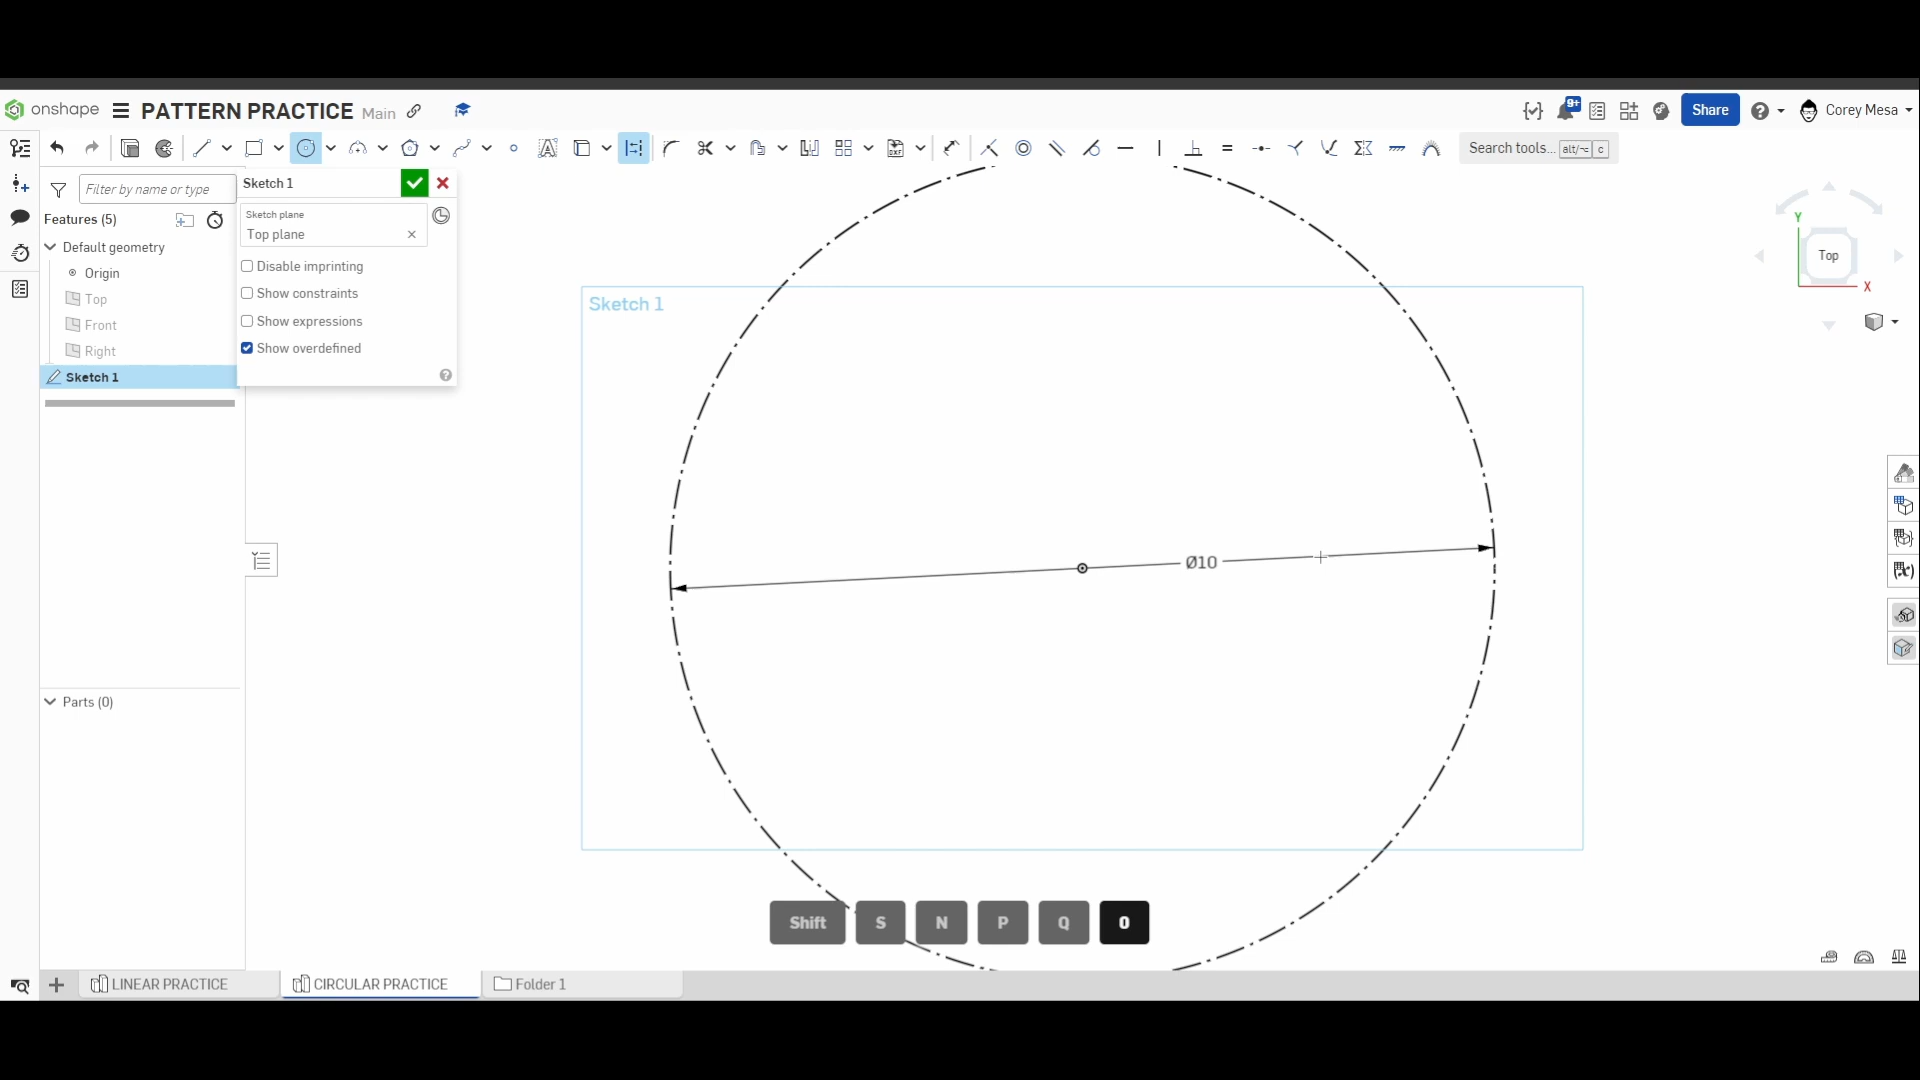 onshape PATTERN PRACTICE Main 9+ Share Corey Mesa
Search tools... alt/⌥ c
Filter by name or type
Features (5)
Default geometry
Origin
Top
Front
Right
Sketch 1
Sketch 1
Sketch plane
Top plane
Disable imprinting
Show constraints
Show expressions
Show overdefined
Sketch 1
Ø10
Y
Top
X
Parts (0)
Shift S N P Q 0
LINEAR PRACTICE CIRCULAR PRACTICE Folder 1